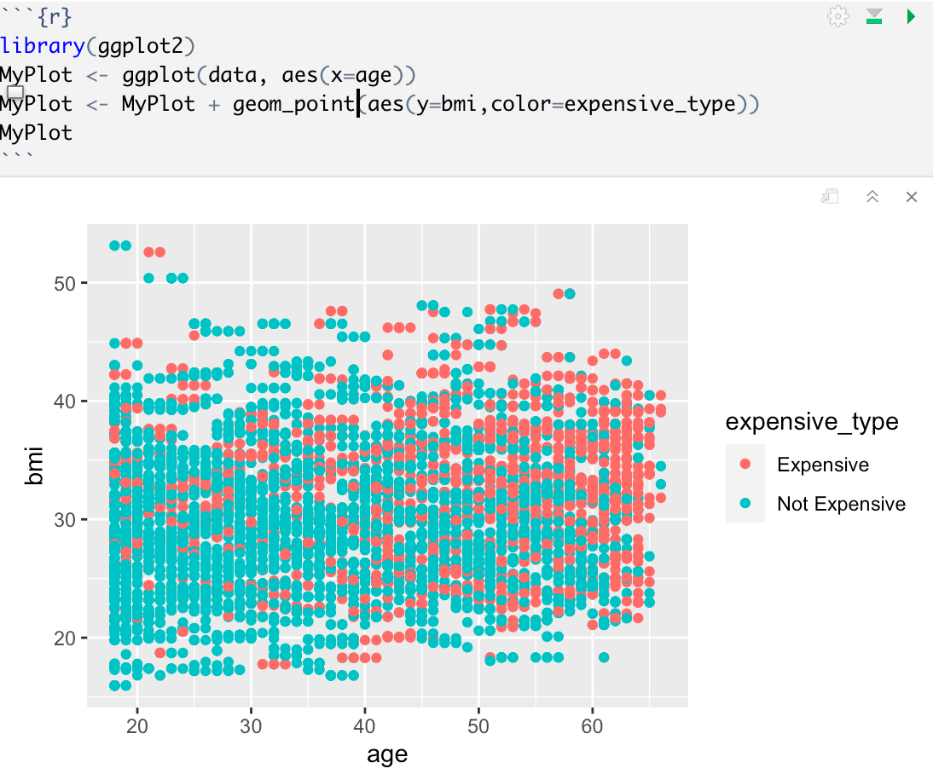 ```{r}
library(ggplot2)
MyPlot <- ggplot(data, aes(x=age))
MyPlot <- MyPlot + geom_point(aes(y=bmi,color=expensive_type))
MyPlot
```
50
40
30
20
bmi
20 30 40 50 60
age
expensive_type
Expensive
Not Expensive